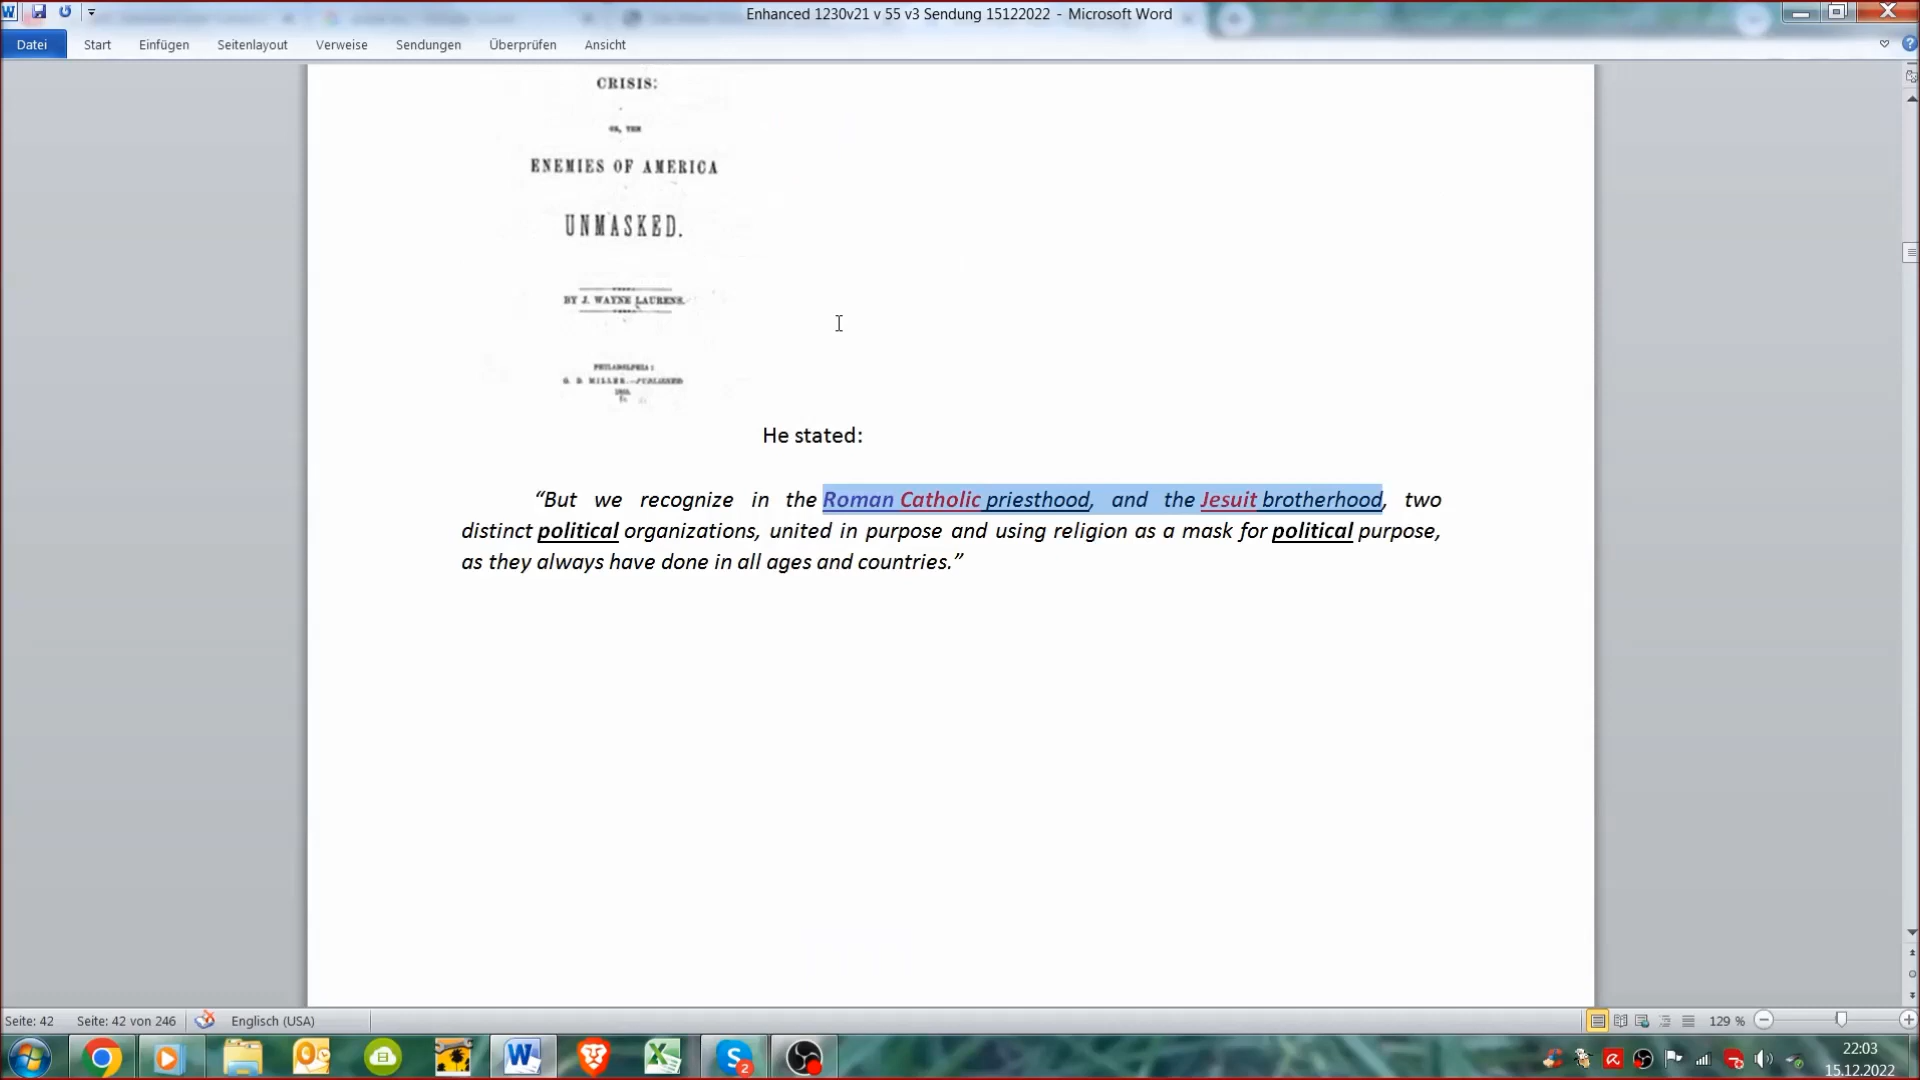 Enhanced 1230v21 v 55 v3 Sendung 15122022 - Microsoft Word
Datei Start Einfügen Seitenlayout Verweise Sendungen Überprüfen Ansicht
CRISIS:
OR, THE
ENEMIES OF AMERICA
UNMASKED.
BY J. WAYNE LAURENS.
PHILADELPHIA:
G. D. MILLER.—PUBLISHER
He stated:
“But we recognize in the Roman Catholic priesthood, and the Jesuit brotherhood, two
distinct political organizations, united in purpose and using religion as a mask for political purpose,
as they always have done in all ages and countries.”
Seite: 42 Seite: 42 von 246 Englisch (USA) 129 %
2
22:03
15.12.2022